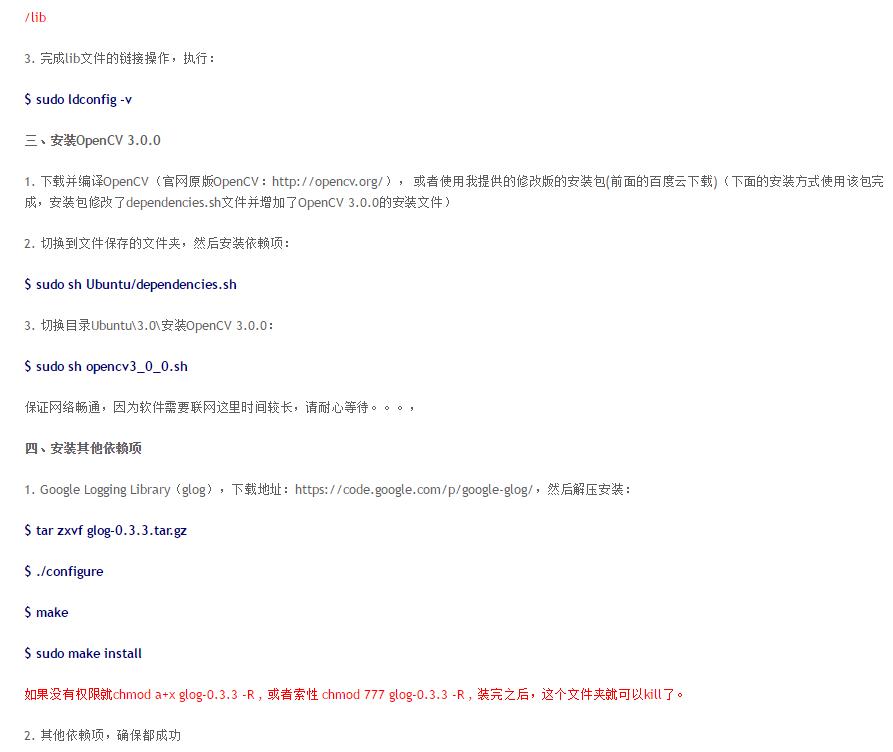 /lib
3. 完成lib文件的链接操作，执行：
$ sudo ldconfig -v
三、安装OpenCV 3.0.0
1. 下载并编译OpenCV（官网原版OpenCV：http://opencv.org/）， 或者使用我提供的修改版的安装包(前面的百度云下载)（下面的安装方式使用该包完
成，安装包修改了dependencies.sh文件并增加了OpenCV 3.0.0的安装文件）
2. 切换到文件保存的文件夹，然后安装依赖项：
$ sudo sh Ubuntu/dependencies.sh
3. 切换目录Ubuntu\3.0\安装OpenCV 3.0.0：
$ sudo sh opencv3_0_0.sh
保证网络畅通，因为软件需要联网这里时间较长，请耐心等待。。。，
四、安装其他依赖项
1. Google Logging Library（glog），下载地址：https://code.google.com/p/google-glog/，然后解压安装：
$ tar zxvf glog-0.3.3.tar.gz
$ ./configure
$ make
$ sudo make install
如果没有权限就chmod a+x glog-0.3.3 -R , 或者索性 chmod 777 glog-0.3.3 -R , 装完之后，这个文件夹就可以kill了。
2. 其他依赖项，确保都成功